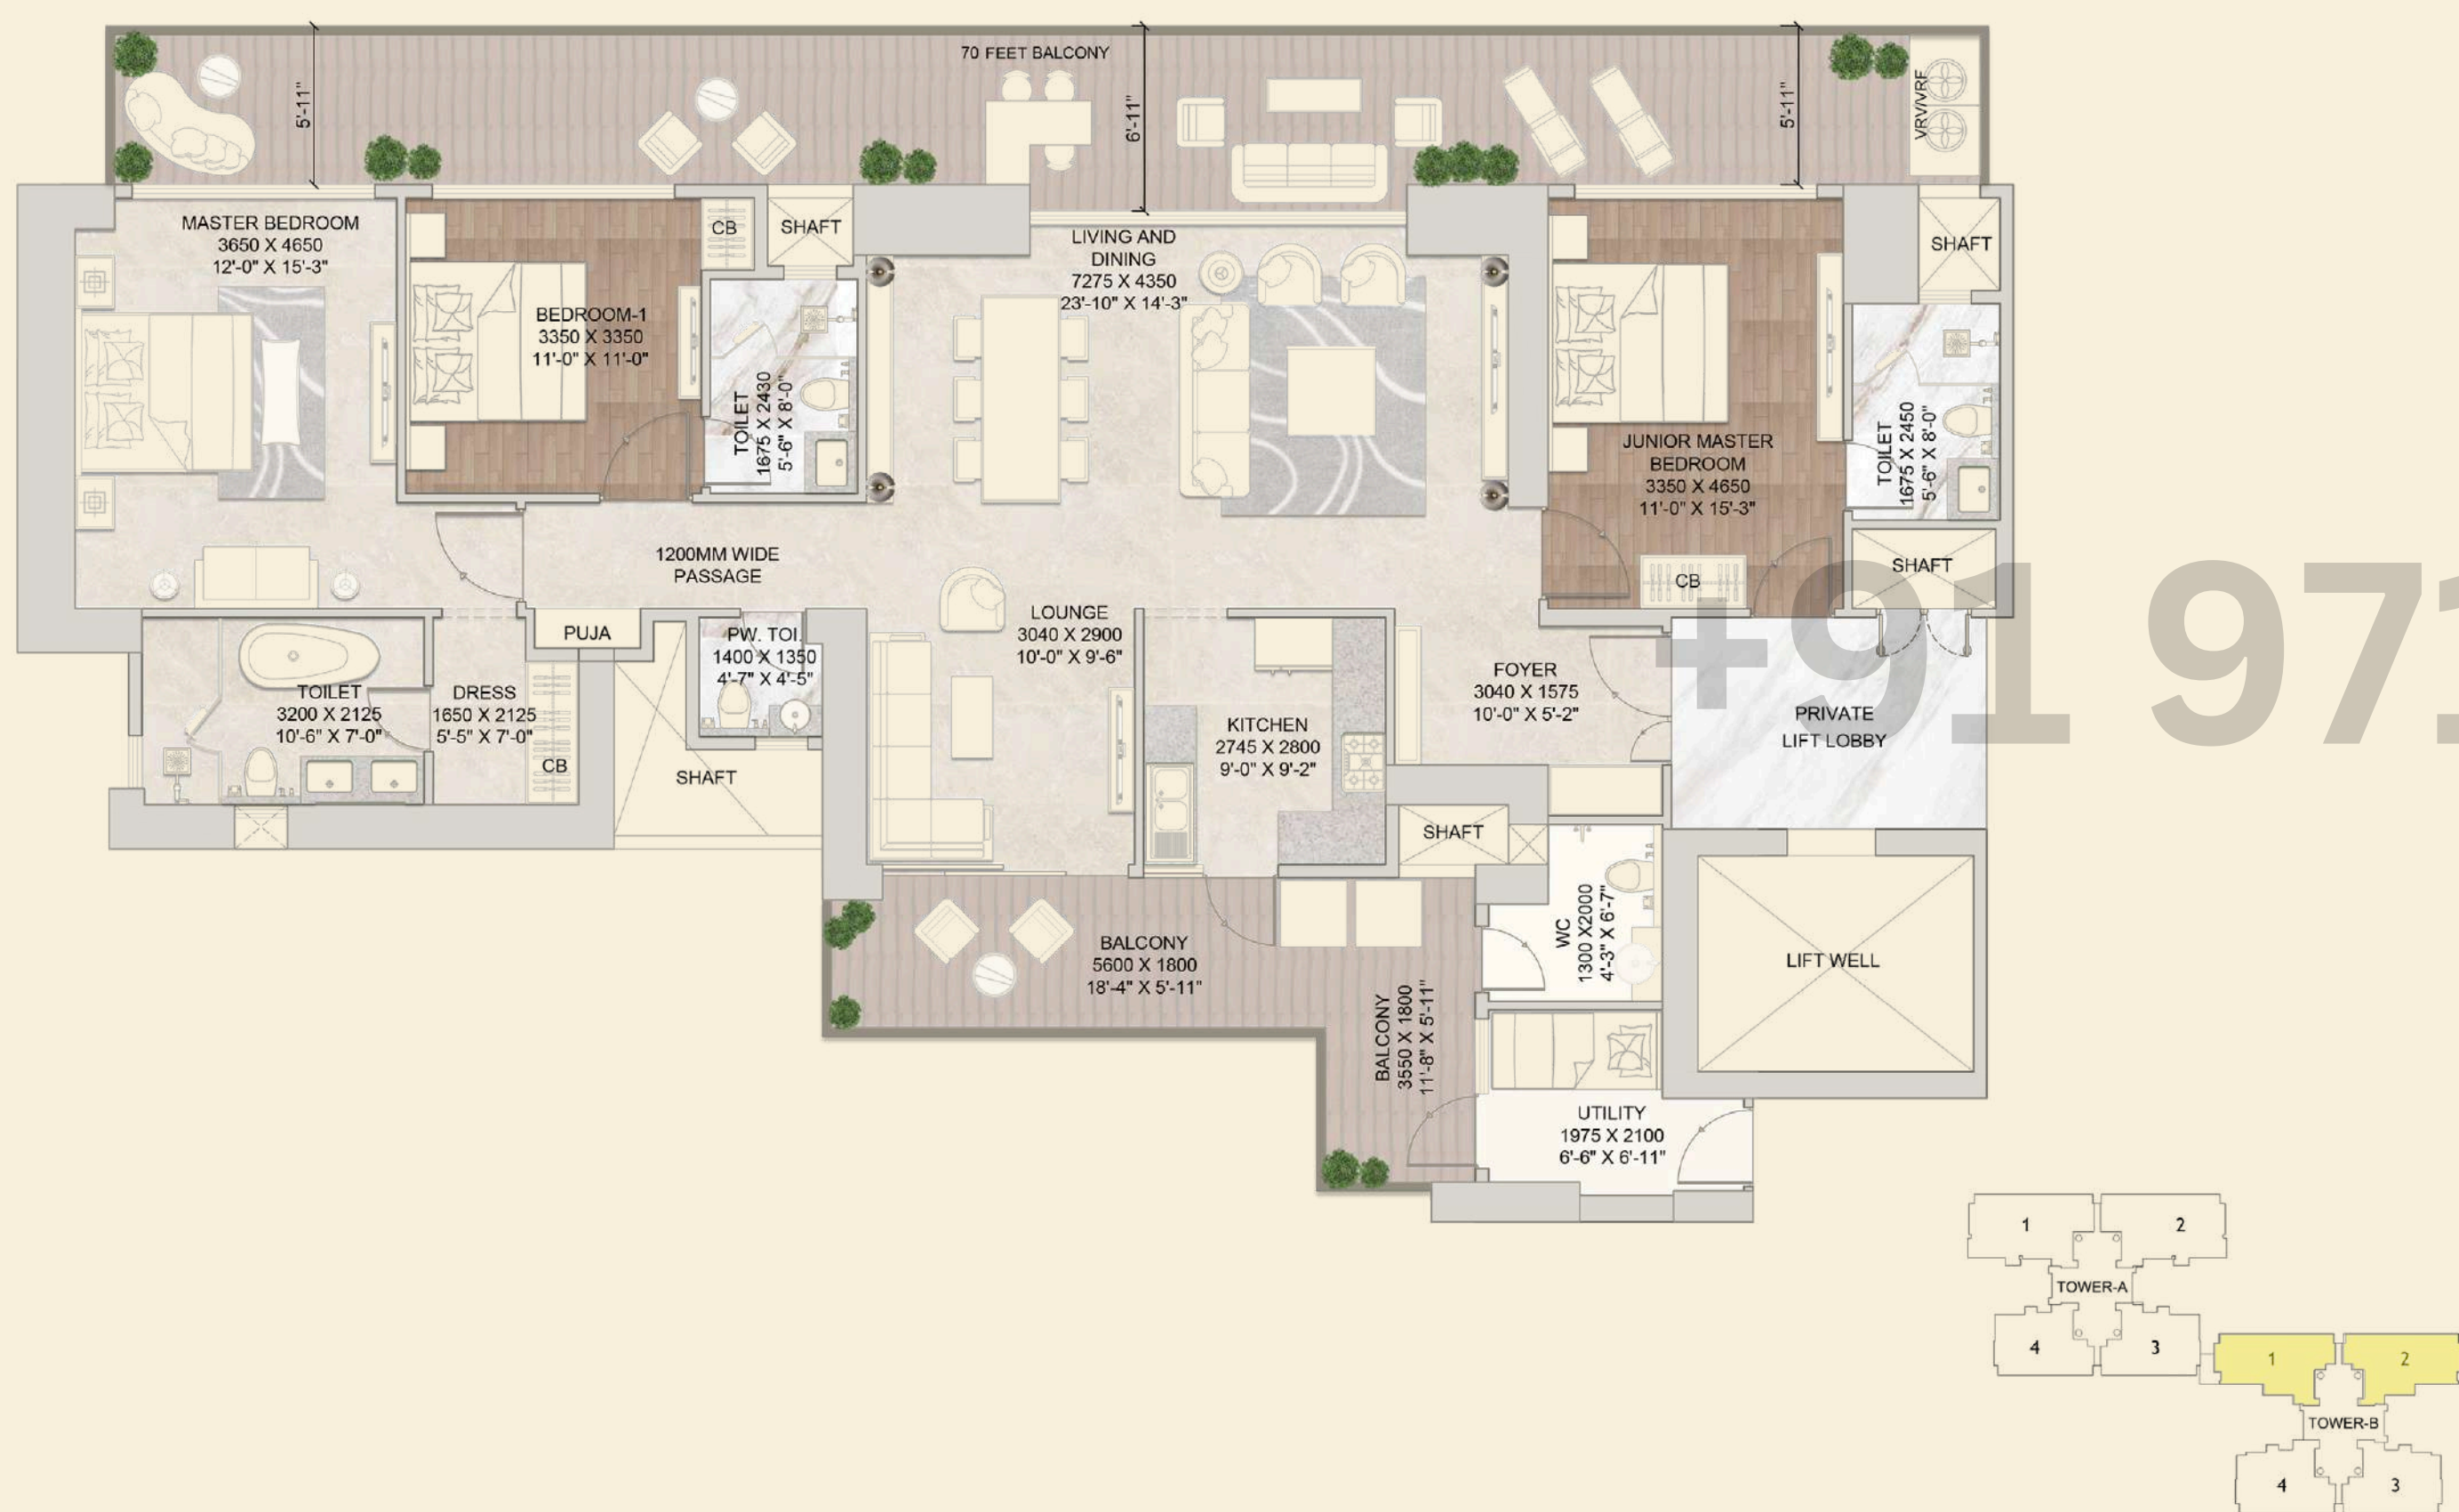 70 FEET BALCONY
5'-11"
6'-11"
5'-11"
VRV/VRF
MASTER BEDROOM
3650 X 4650
12'-0" X 15'-3"
CB
SHAFT
BEDROOM-1
3350 X 3350
11'-0" X 11'-0"
TOILET
1675 X 2430
5'-6" X 8'-0"
LIVING AND
DINING
7275 X 4350
23'-10" X 14'-3"
JUNIOR MASTER
BEDROOM
3350 X 4650
11'-0" X 15'-3"
CB
SHAFT
TOILET
1675 X 2450
5'-6" X 8'-0"
SHAFT
1200MM WIDE
PASSAGE
PUJA
PW. TOI.
1400 X 1350
4'-7" X 4'-5"
LOUNGE
3040 X 2900
10'-0" X 9'-6"
TOILET
3200 X 2125
10'-6" X 7'-0"
DRESS
1650 X 2125
5'-5" X 7'-0"
CB
SHAFT
KITCHEN
2745 X 2800
9'-0" X 9'-2"
FOYER
3040 X 1575
10'-0" X 5'-2"
PRIVATE
LIFT LOBBY
+91 971
SHAFT
WC
1300 X2000
4'-3" X 6'-7"
LIFT WELL
BALCONY
5600 X 1800
18'-4" X 5'-11"
BALCONY
3550 X 1800
11'-8" X 5'-11"
UTILITY
1975 X 2100
6'-6" X 6'-11"
1
2
TOWER-A
4
3
1
2
TOWER-B
4
3